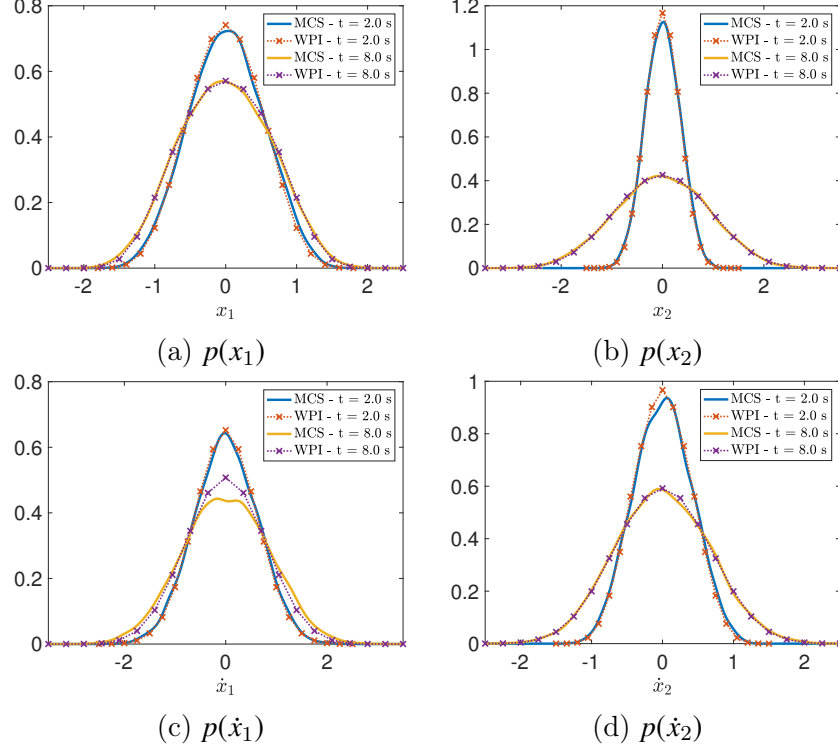 0.8
0.6
0.4
0.2
0
-2 -1 0 1 2
x₁
MCS - t = 2.0 s
WPI - t = 2.0 s
MCS - t = 8.0 s
WPI - t = 8.0 s
(a) p(x₁)
1.2
1
0.8
0.6
0.4
0.2
0
-2 0 2
x₂
MCS - t = 2.0 s
WPI - t = 2.0 s
MCS - t = 8.0 s
WPI - t = 8.0 s
(b) p(x₂)
0.8
0.6
0.4
0.2
0
-2 0 2
ẋ₁
MCS - t = 2.0 s
WPI - t = 2.0 s
MCS - t = 8.0 s
WPI - t = 8.0 s
(c) p(ẋ₁)
1
0.8
0.6
0.4
0.2
0
-2 -1 0 1 2
ẋ₂
MCS - t = 2.0 s
WPI - t = 2.0 s
MCS - t = 8.0 s
WPI - t = 8.0 s
(d) p(ẋ₂)